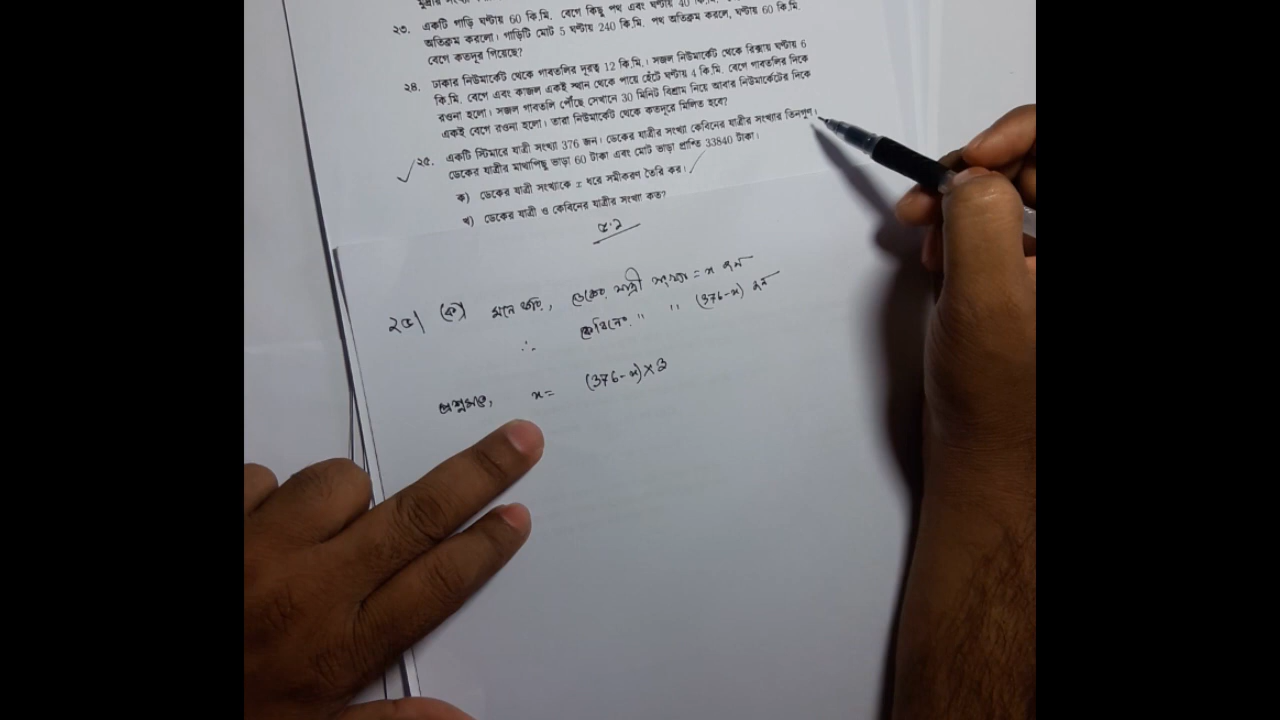 ২৩. একটি গাড়ি ঘণ্টায় 60 কি.মি. বেগে কিছু পথ এবং ঘণ্টায় 40 কি.মি.
অতিক্রম করলো। গাড়িটি মোট 5 ঘণ্টায় 240 কি.মি. পথ অতিক্রম করলে, ঘণ্টায় 60 কি.মি.
বেগে কতদূর গিয়েছে?
২৪. ঢাকার নিউমার্কেট থেকে গাবতলির দূরত্ব 12 কি.মি.। সজল নিউমার্কেট থেকে রিক্সায় ঘণ্টায় 6
কি.মি. বেগে এবং কাজল একই স্থান থেকে পায়ে হেঁটে ঘণ্টায় 4 কি.মি. বেগে গাবতলির দিকে
রওনা হলো। সজল গাবতলি পৌঁছে সেখানে 30 মিনিট বিশ্রাম নিয়ে আবার নিউমার্কেটের দিকে
একই বেগে রওনা হলো। তারা নিউমার্কেট থেকে কতদূরে মিলিত হবে?
২৫. একটি স্টিমারে যাত্রী সংখ্যা 376 জন। ডেকের যাত্রীর সংখ্যা কেবিনের যাত্রীর সংখ্যার তিনগুণ।
ডেকের যাত্রীর মাথাপিছু ভাড়া 60 টাকা এবং মোট ভাড়া প্রাপ্তি 33840 টাকা।
ক) ডেকের যাত্রী সংখ্যাকে x ধরে সমীকরণ তৈরি কর।
খ) ডেকের যাত্রী ও কেবিনের যাত্রীর সংখ্যা কত?
৫.২
২৫| (ক) মনে করি, ডেকের যাত্রী সংখ্যা = x জন
∴ কেবিনের " " (376-x) জন
প্রশ্নমতে, x = (376-x)×3